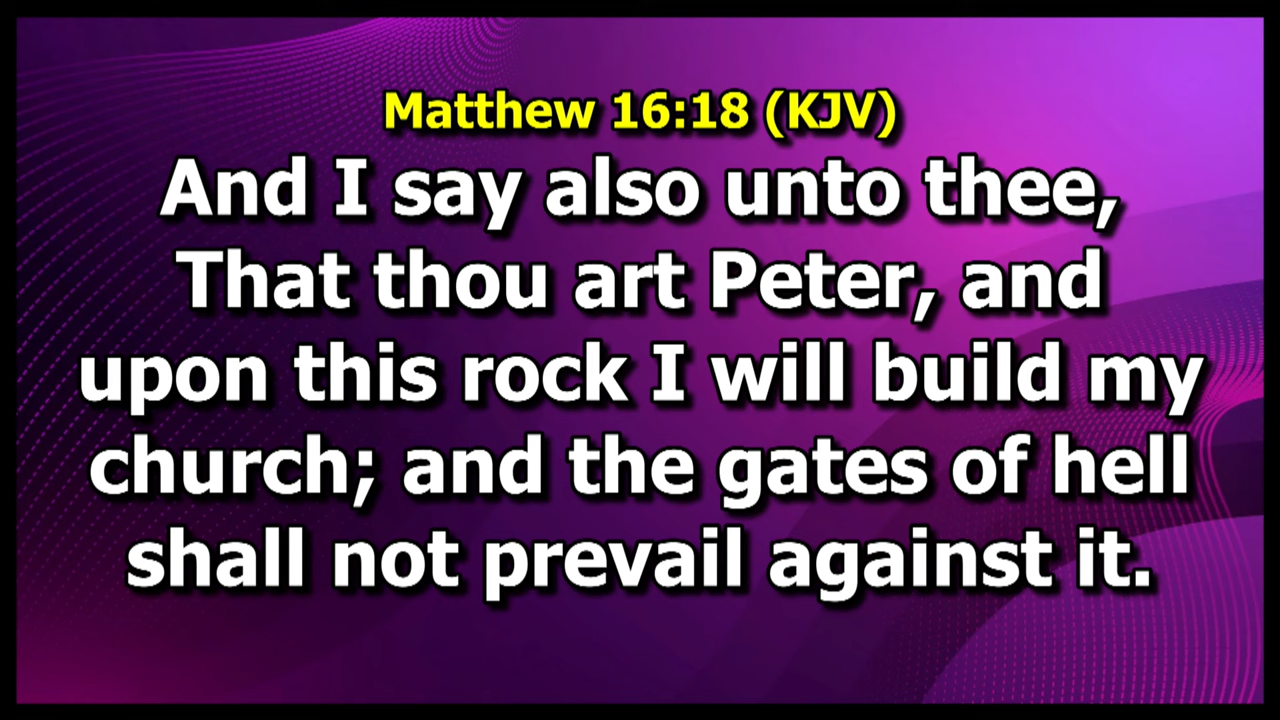 Matthew 16:18 (KJV)
And I say also unto thee,
That thou art Peter, and
upon this rock I will build my
church; and the gates of hell
shall not prevail against it.